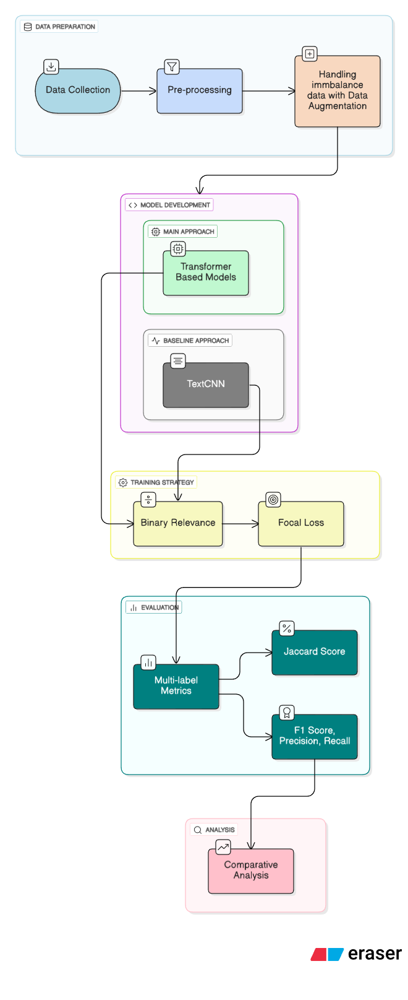 DATA PREPARATION
Data Collection
Pre-processing
Handling
immbalance
data with Data
Augmentation
MODEL DEVELOPMENT
MAIN APPROACH
Transformer
Based Models
BASELINE APPROACH
TextCNN
TRAINING STRATEGY
Binary Relevance
Focal Loss
EVALUATION
Jaccard Score
Multi-label
Metrics
F1 Score,
Precision, Recall
ANALYSIS
Comparative
Analysis
eraser